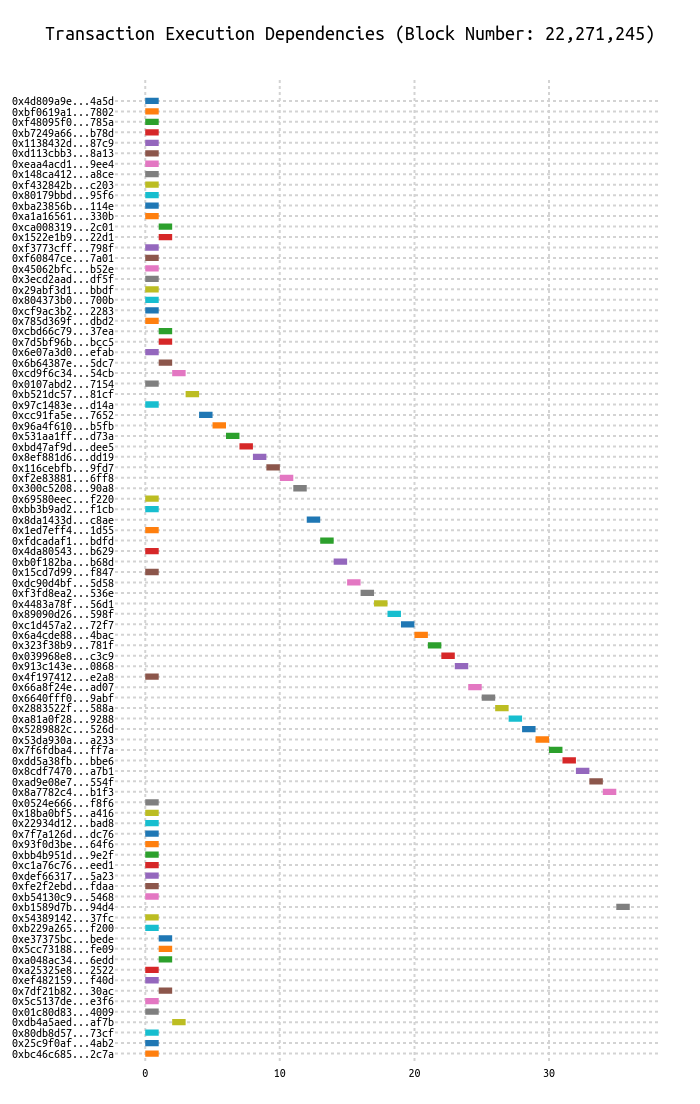 Transaction Execution Dependencies (Block Number: 22,271,245)
0x4d809a9e...4a5d
0xbf0619a1...7802
0xf48095f0...785a
0xb7249a66...b78d
0x1138432d...87c9
0xd113cbb3...8a13
0xeaa4acd1...9ee4
0x148ca412...a8ce
0xf432842b...c203
0x80179bbd...95f6
0xba23856b...114e
0xa1a16561...330b
0xca008319...2c01
0x1522e1b9...22d1
0xf3773cff...798f
0xf60847ce...7a01
0x45062bfc...b52e
0x3ecd2aad...df5f
0x29abf3d1...bbdf
0x804373b0...700b
0xcf9ac3b2...2283
0x785d369f...dbd2
0xcbd66c79...37ea
0x7d5bf96b...bcc5
0x6e07a3d0...efab
0x6b64387e...5dc7
0xcd9f6c34...54cb
0x0107abd2...7154
0xb521dc57...81cf
0x97c1483e...d14a
0xcc91fa5e...7652
0x96a4f610...b5fb
0x531aa1ff...d73a
0xbd47af9d...dee5
0x8ef881d6...dd19
0x116cebfb...9fd7
0xf2e83881...6ff8
0x300c5208...90a8
0x69580eec...f220
0xbb3b9ad2...f1cb
0x8da1433d...c8ae
0x1ed7eff4...1d55
0xfdcadaf1...bdfd
0x4da80543...b629
0xb0f182ba...b68d
0x15cd7d99...f847
0xdc90d4bf...5d58
0xf3fd8ea2...536e
0x4483a78f...56d1
0x89090d26...598f
0xc1d457a2...72f7
0x6a4cde88...4bac
0x323f38b9...781f
0x039968e8...c3c9
0x913c143e...0868
0x4f197412...e2a8
0x66a8f24e...ad07
0x6640fff0...9abf
0x2883522f...588a
0xa81a0f28...9288
0x5289882c...526d
0x53da930a...a233
0x7f6fdba4...ff7a
0xdd5a38fb...bbe6
0x8cdf7470...a7b1
0xad9e08e7...554f
0x8a7782c4...b1f3
0x0524e666...f8f6
0x18ba0bf5...a416
0x22934d12...bad8
0x7f7a126d...dc76
0x93f0d3be...64f6
0xbb4b951d...9e2f
0xc1a76c76...eed1
0xdef66317...5a23
0xfe2f2ebd...fdaa
0xb54130c9...5468
0xb1589d7b...94d4
0x54389142...37fc
0xb229a265...f200
0xe37375bc...bede
0x5cc73188...fe09
0xa048ac34...6edd
0xa25325e8...2522
0xef482159...f40d
0x7df21b82...30ac
0x5c5137de...e3f6
0x01c80d83...4009
0xdb4a5aed...af7b
0x80db8d57...73cf
0x25c9f0af...4ab2
0xbc46c685...2c7a
0 10 20 30